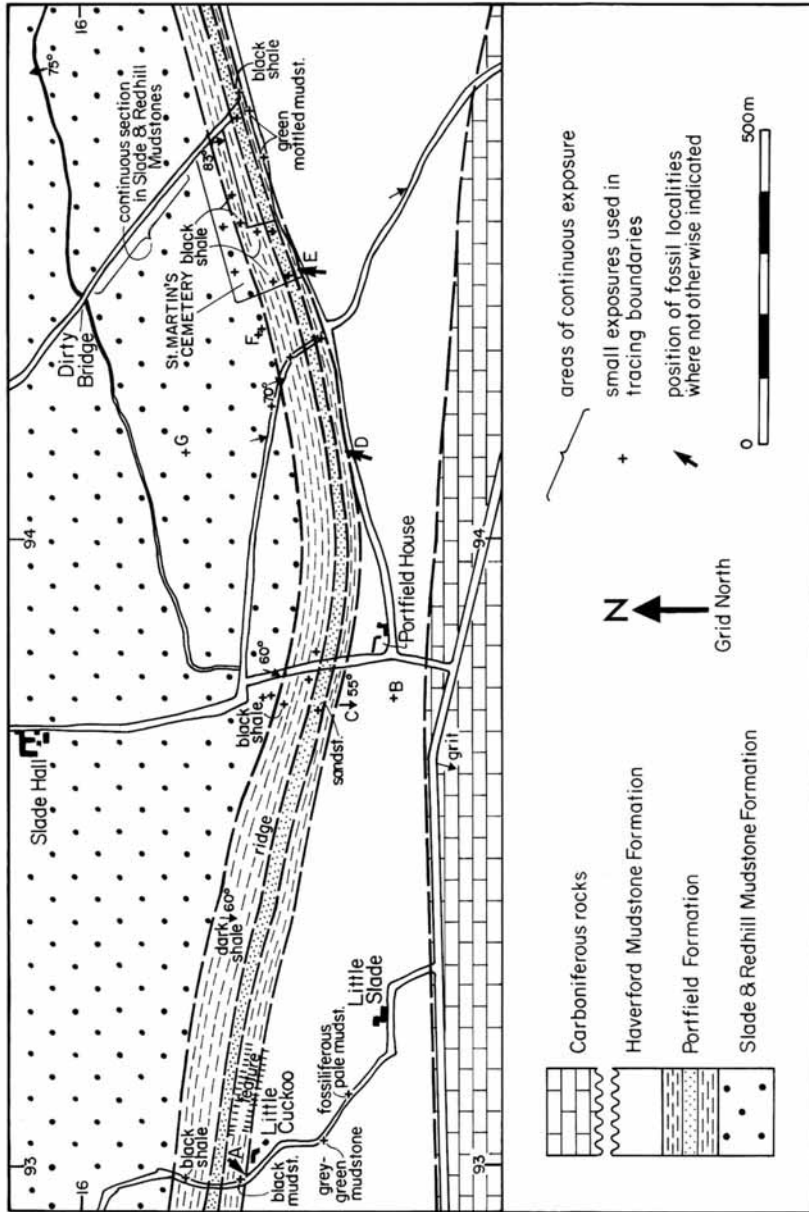 93
94
16
16
Slade Hall
Dirty
Bridge
75°
continuous section
in Slade & Redhill
Mudstones
G
70°
F
St. MARTIN'S
CEMETERY
black shale
83°
black
shale
green
mottled mudst.
E
D
black
shale
60°
ridge
dark
shale
60°
black
shale
feature
A
Little
Cuckoo
black
mudst.
sandst.
C
55°
B
Portfield House
grey-
green
mudstone
fossiliferous
pale mudst.
Little
Slade
grit
93
94
Carboniferous rocks
Haverford Mudstone Formation
Portfield Formation
Slade & Redhill Mudstone Formation
N
Grid North
areas of continuous exposure
small exposures used in
tracing boundaries
position of fossil localities
where not otherwise indicated
0
500m